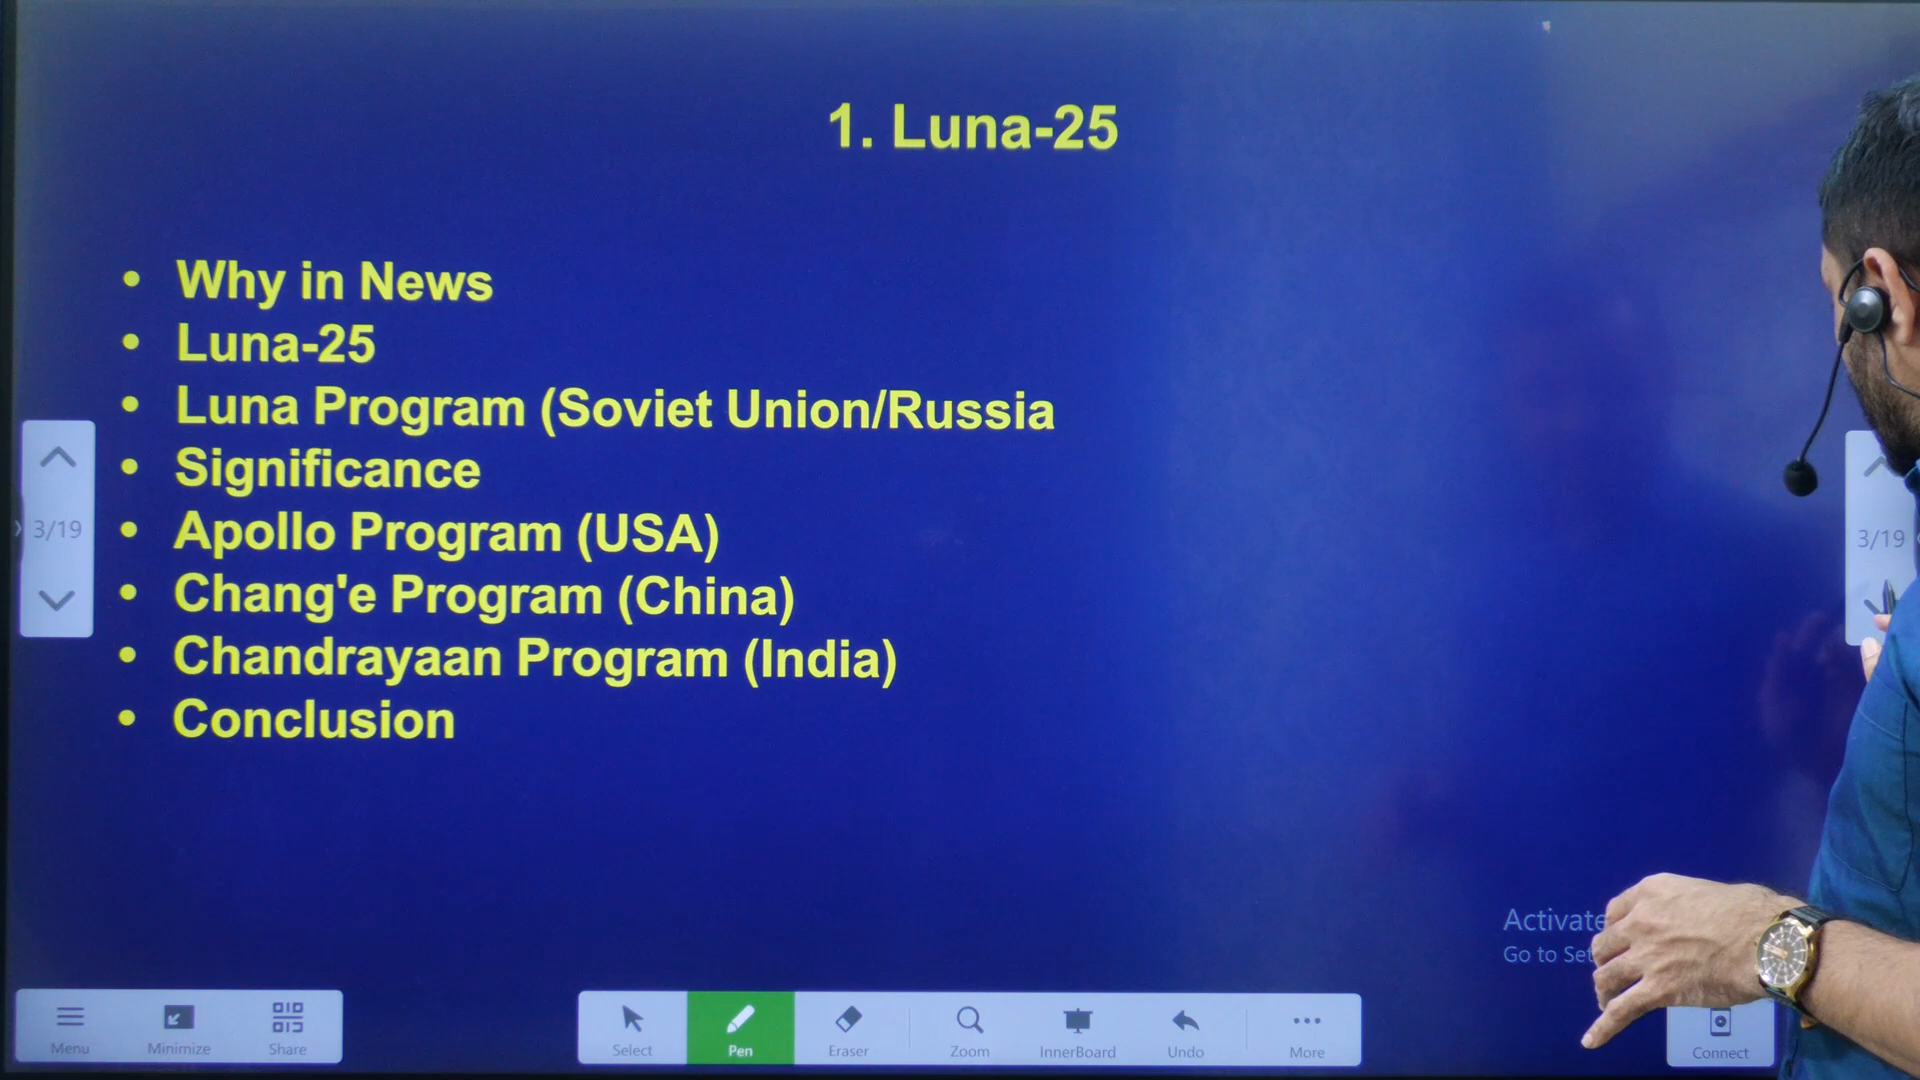 1. Luna-25
• Why in News
• Luna-25
• Luna Program (Soviet Union/Russia
• Significance
• Apollo Program (USA)
• Chang'e Program (China)
• Chandrayaan Program (India)
• Conclusion
3/19
3/19
Activate
Go to Set
Menu Minimize Share
Select Pen Eraser Zoom InnerBoard Undo More
Connect